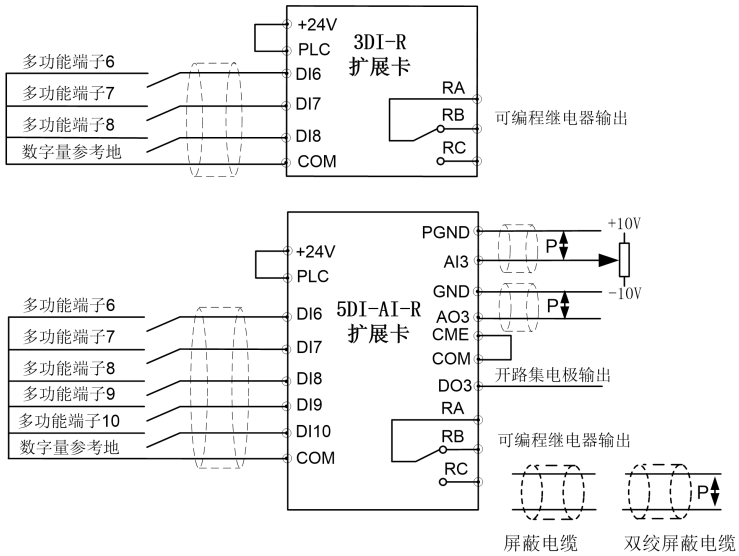 +24V
PLC
3DI-R
扩展卡
多功能端子6
DI6
多功能端子7
DI7
多功能端子8
DI8
数字量参考地
COM
RA
RB
RC
可编程继电器输出
+24V
PLC
5DI-AI-R
扩展卡
多功能端子6
DI6
多功能端子7
DI7
多功能端子8
DI8
多功能端子9
DI9
多功能端子10
DI10
数字量参考地
COM
PGND
P
+10V
AI3
GND
P
-10V
AO3
CME
COM
DO3
开路集电极输出
RA
RB
RC
可编程继电器输出
P
屏蔽电缆
双绞屏蔽电缆